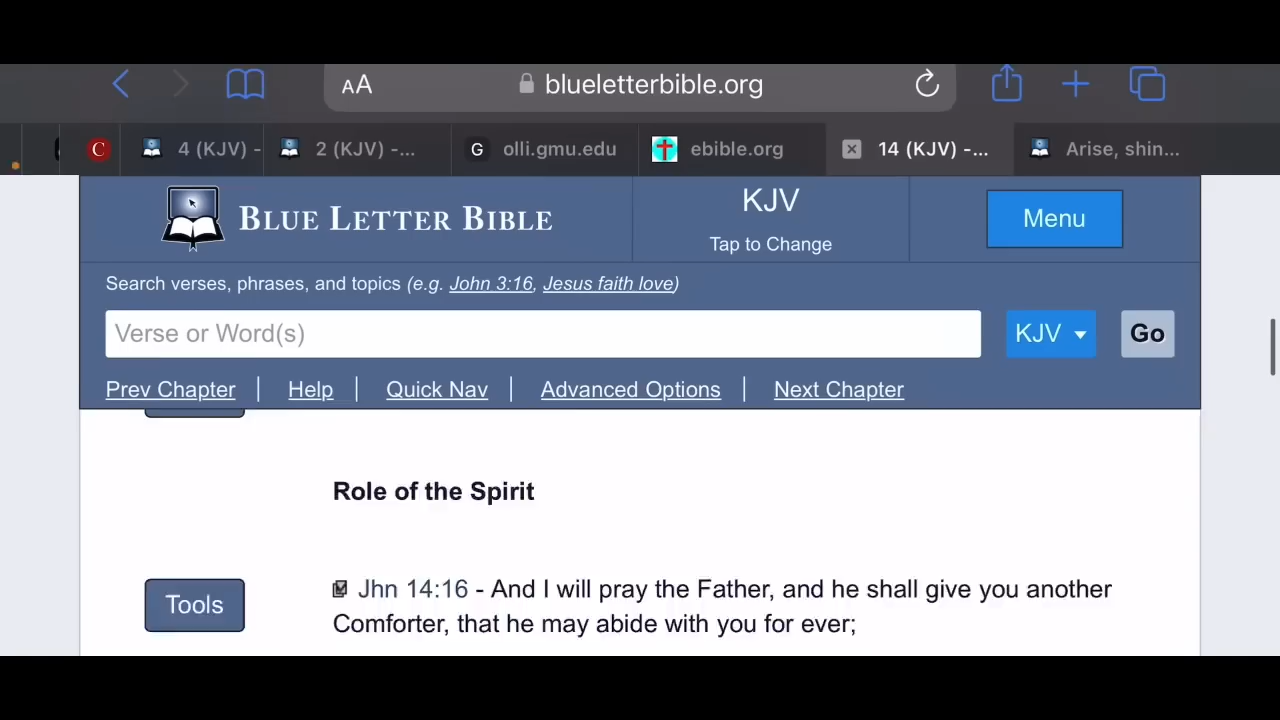 AA
blueletterbible.org
C
4 (KJV) -
2 (KJV) -...
G
olli.gmu.edu
ebible.org
14 (KJV) -...
Arise, shin...
BLUE LETTER BIBLE
KJV
Tap to Change
Menu
Search verses, phrases, and topics (e.g. John 3:16, Jesus faith love)
Verse or Word(s)
KJV
Go
Prev Chapter
Help
Quick Nav
Advanced Options
Next Chapter
Role of the Spirit
Tools
Jhn 14:16 - And I will pray the Father, and he shall give you another
Comforter, that he may abide with you for ever;